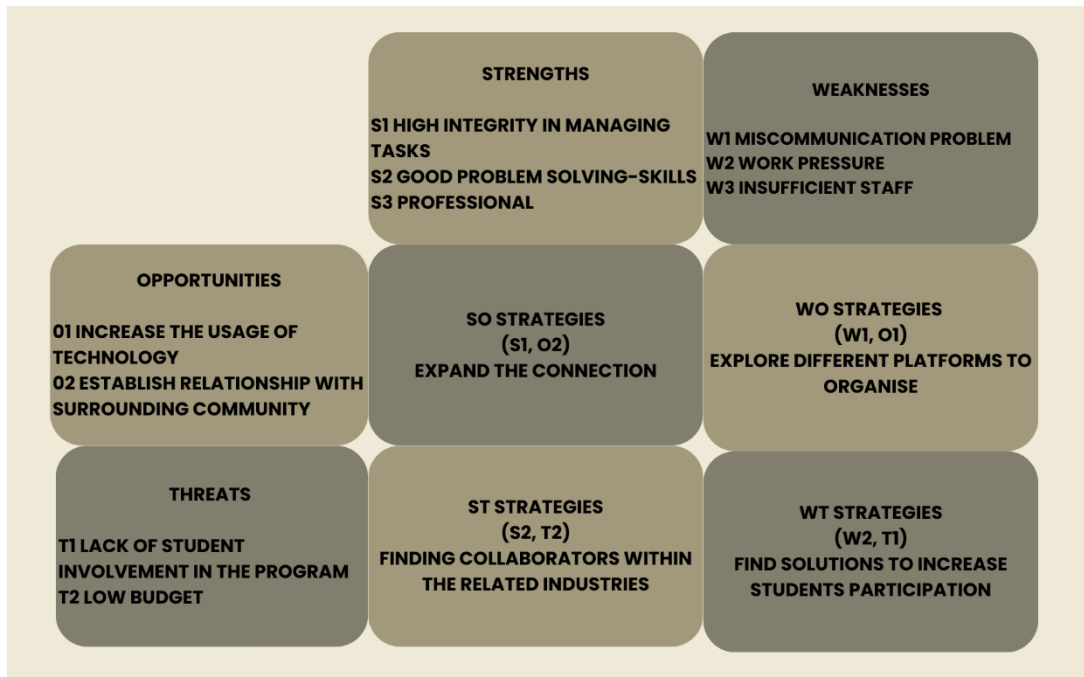 STRENGTHS
S1 HIGH INTEGRITY IN MANAGING
TASKS
S2 GOOD PROBLEM SOLVING-SKILLS
S3 PROFESSIONAL
WEAKNESSES
W1 MISCOMMUNICATION PROBLEM
W2 WORK PRESSURE
W3 INSUFFICIENT STAFF
OPPORTUNITIES
01 INCREASE THE USAGE OF
TECHNOLOGY
02 ESTABLISH RELATIONSHIP WITH
SURROUNDING COMMUNITY
SO STRATEGIES
(S1, O2)
EXPAND THE CONNECTION
WO STRATEGIES
(W1, O1)
EXPLORE DIFFERENT PLATFORMS TO
ORGANISE
THREATS
T1 LACK OF STUDENT
INVOLVEMENT IN THE PROGRAM
T2 LOW BUDGET
ST STRATEGIES
(S2, T2)
FINDING COLLABORATORS WITHIN
THE RELATED INDUSTRIES
WT STRATEGIES
(W2, T1)
FIND SOLUTIONS TO INCREASE
STUDENTS PARTICIPATION